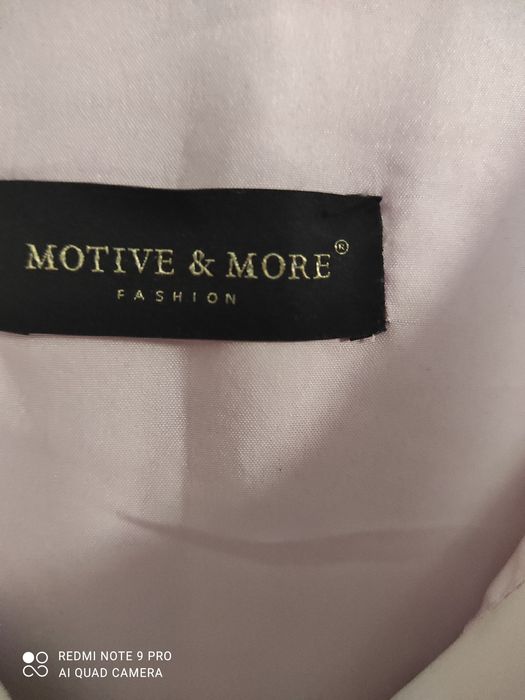 MOTIVE & MORE®
FASHION
REDMI NOTE 9 PRO
AI QUAD CAMERA